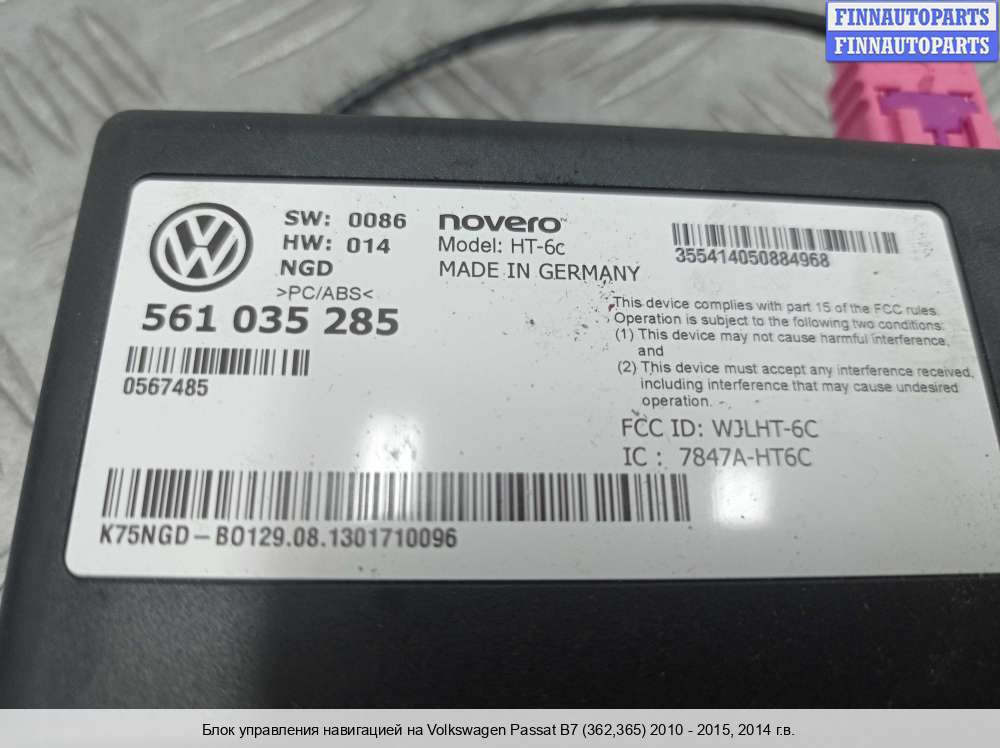 FINNAUTOPARTS
FINNAUTOPARTS
SW: 0086
HW: 014
NGD
>PC/ABS<
561 035 285
0567485
novero™
Model: HT-6c
MADE IN GERMANY
355414050884968
This device complies with part 15 of the FCC rules.
Operation is subject to the following two conditions:
(1) This device may not cause harmful interference,
and
(2) This device must accept any interference received,
including interference that may cause undesired
operation.
FCC ID: WJLHT-6C
IC : 7847A-HT6C
K75NGD-BO129.08.1301710096
Блок управления навигацией на Volkswagen Passat B7 (362,365) 2010 - 2015, 2014 г.в.